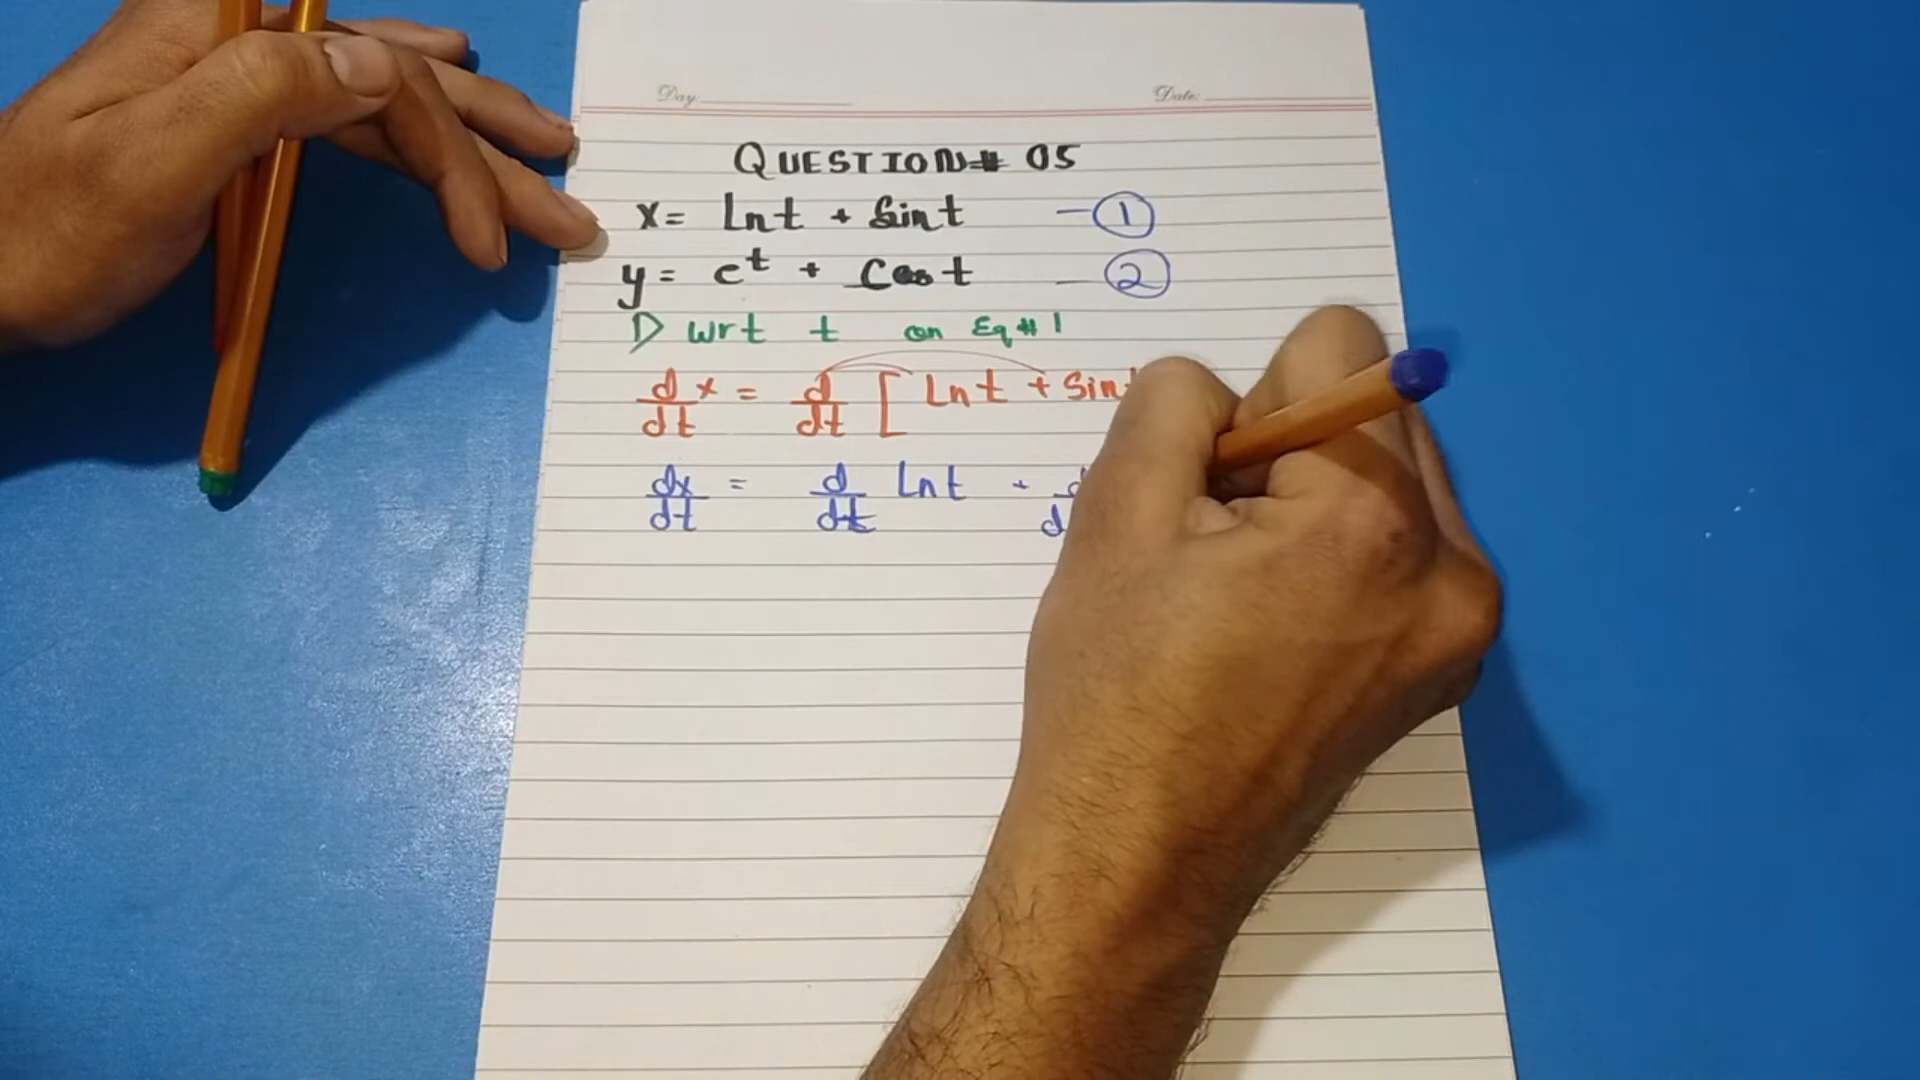 Day: Date:
QUESTION# 05
x = Lnt + Sint — ①
y = e^t + Cost — ②
D wrt t on Eq # 1
d/dt x = d/dt [ Lnt + Sin
dx/dt = d/dt Lnt + d